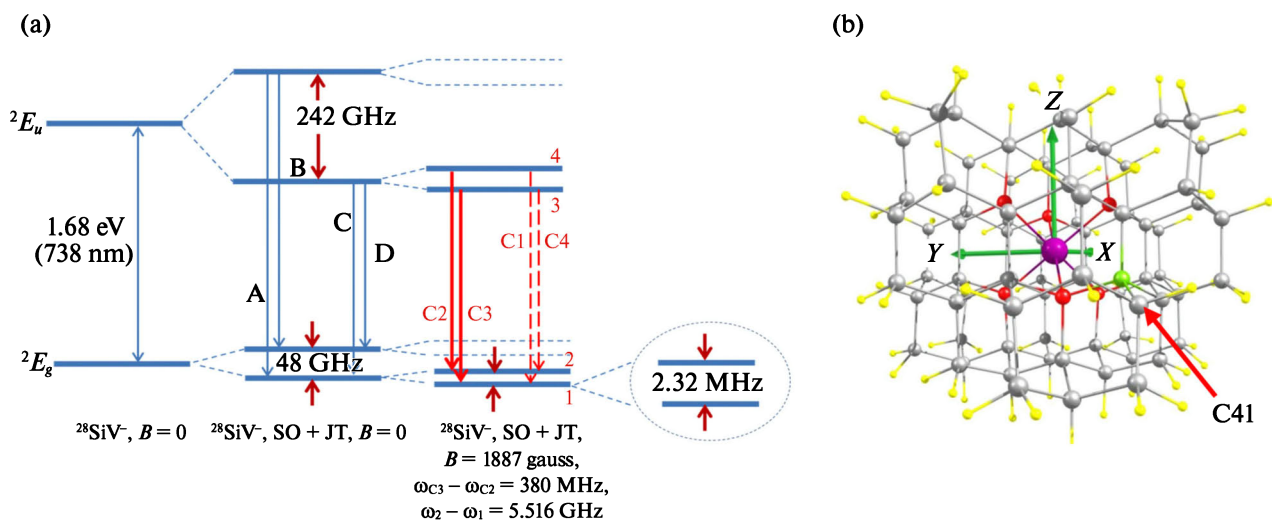 (a)
²Eᵤ
242 GHz
B
4
3
1.68 eV
(738 nm)
C
D
A
C1
C4
C2
C3
²E_g
48 GHz
2
1
2.32 MHz
²⁸SiV⁻, B = 0
²⁸SiV⁻, SO + JT, B = 0
²⁸SiV⁻, SO + JT,
B = 1887 gauss,
ω_C3 – ω_C2 = 380 MHz,
ω₂ – ω₁ = 5.516 GHz
(b)
Z
Y
X
C41